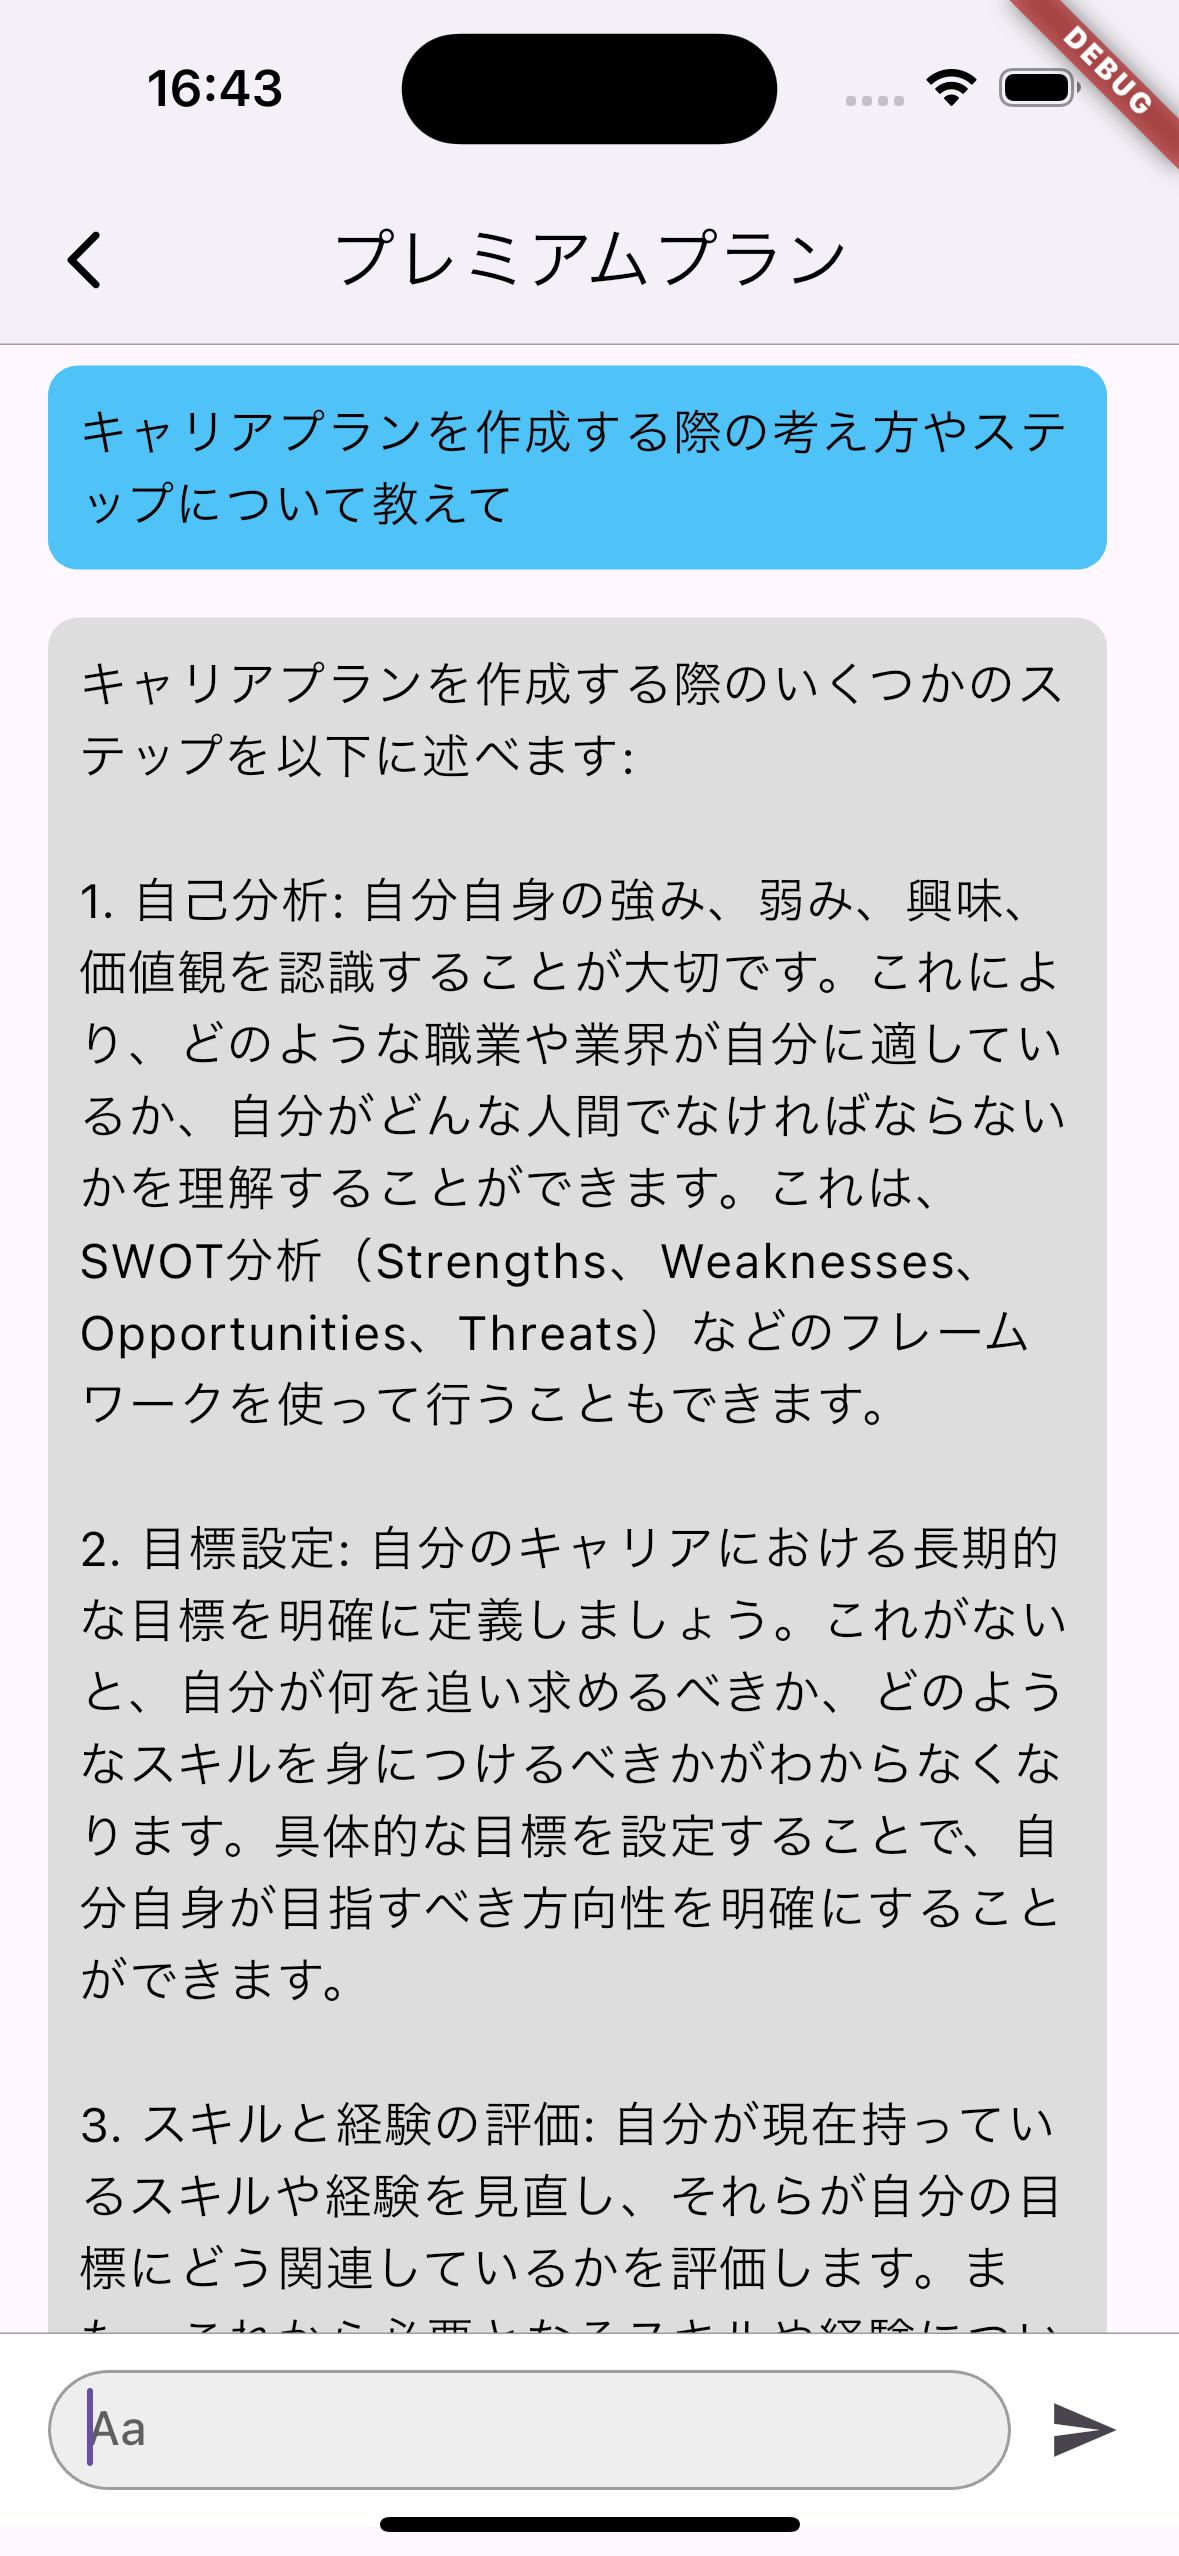 16:43
DEBUG
プレミアムプラン
キャリアプランを作成する際の考え方やステ
ップについて教えて
キャリアプランを作成する際のいくつかのス
テップを以下に述べます:
1. 自己分析: 自分自身の強み、弱み、興味、
価値観を認識することが大切です。これによ
り、どのような職業や業界が自分に適してい
るか、自分がどんな人間でなければならない
かを理解することができます。これは、
SWOT分析（Strengths、Weaknesses、
Opportunities、Threats）などのフレーム
ワークを使って行うこともできます。
2. 目標設定: 自分のキャリアにおける長期的
な目標を明確に定義しましょう。これがない
と、自分が何を追い求めるべきか、どのよう
なスキルを身につけるべきかがわからなくな
ります。具体的な目標を設定することで、自
分自身が目指すべき方向性を明確にすること
ができます。
3. スキルと経験の評価: 自分が現在持ってい
るスキルや経験を見直し、それらが自分の目
標にどう関連しているかを評価します。ま
た、これから必要となるスキルや経験につい
Aa